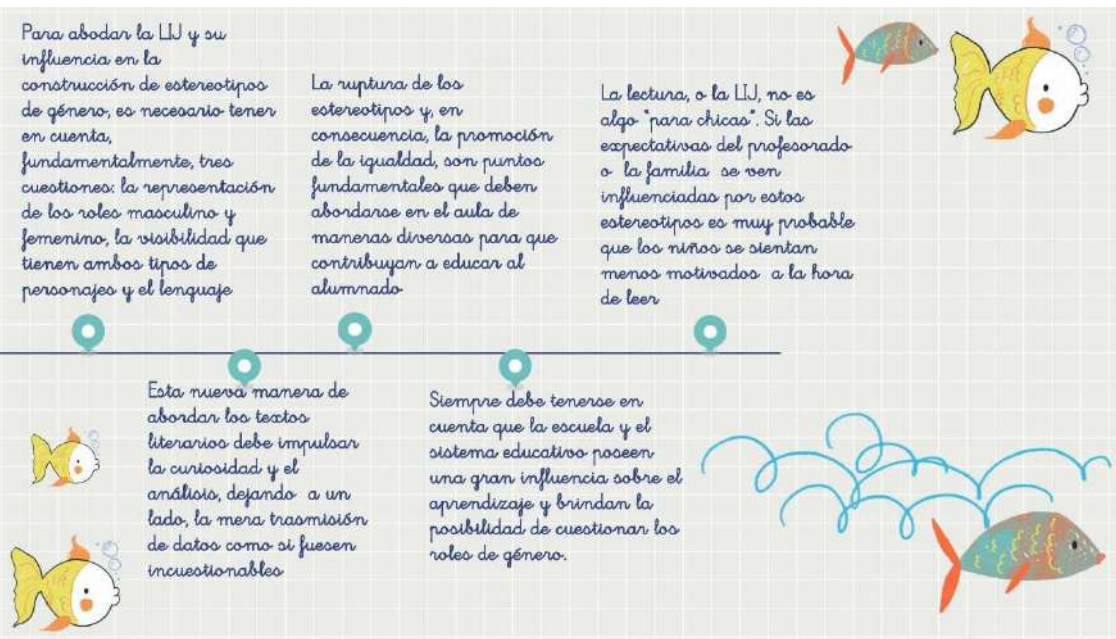 Para abodar la LIJ y su
influencia en la
construcción de estereotipos
de género, es necesario tener
en cuenta,
fundamentalmente, tres
cuestiones: la representación
de los roles masculino y
femenino, la visibilidad que
tienen ambos tipos de
personajes y el lenguaje
Esta nueva manera de
abordar los textos
literarios debe impulsar
la curiosidad y el
análisis, dejando a un
lado, la mera trasmisión
de datos como si fuesen
incuestionables
La ruptura de los
estereotipos y, en
consecuencia, la promoción
de la igualdad, son puntos
fundamentales que deben
abordarse en el aula de
maneras diversas para que
contribuyan a educar al
alumnado
Siempre debe tenerse en
cuenta que la escuela y el
sistema educativo poseen
una gran influencia sobre el
aprendizaje y brindan la
posibilidad de cuestionar los
roles de género.
La lectura, o la LIJ, no es
algo "para chicas". Si las
expectativas del profesorado
o la familia se ven
influenciadas por estos
estereotipos es muy probable
que los niños se sientan
menos motivados a la hora
de leer